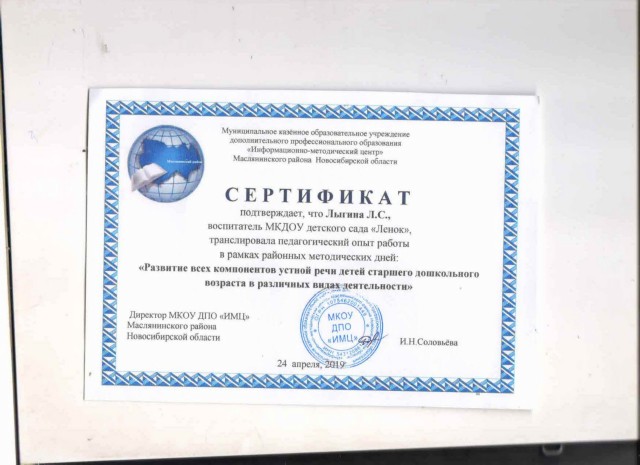 Муниципальное казённое образовательное учреждение
дополнительного профессионального образования
«Информационно-методический центр»
Маслянинского района Новосибирской области
СЕРТИФИКАТ
подтверждает, что Лыгина Л.С.,
воспитатель МКДОУ детского сада «Ленок»,
транслировала педагогический опыт работы
в рамках районных методических дней:
«Развитие всех компонентов устной речи детей старшего дошкольного
возраста в различных видах деятельности»
Директор МКОУ ДПО «ИМЦ»
Маслянинского района
Новосибирской области
МКОУ
ДПО
«ИМЦ»
И.Н.Соловьёва
24 апреля, 2019